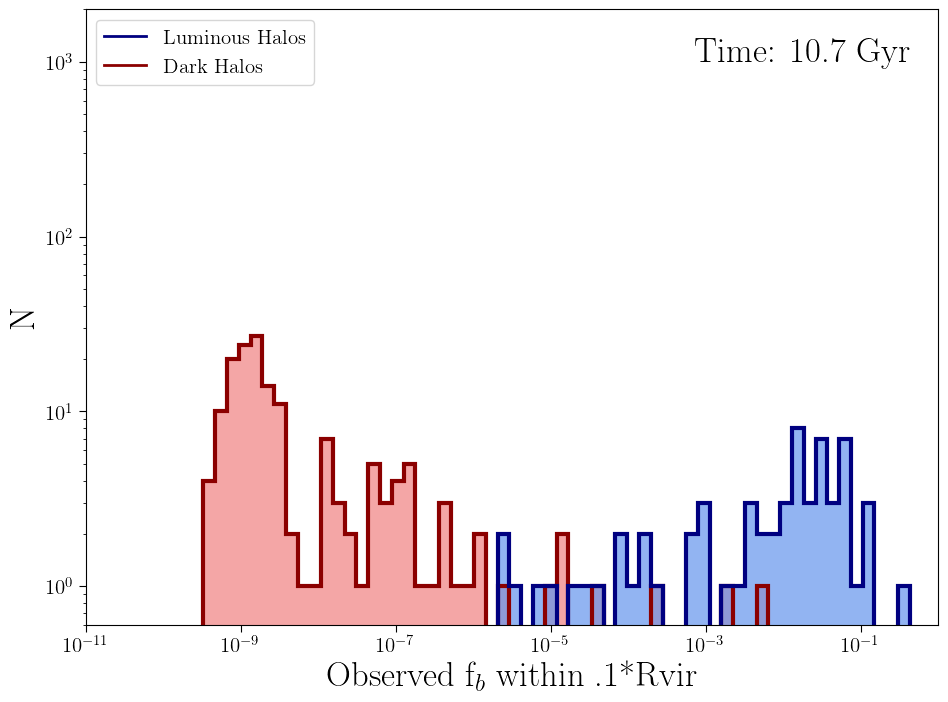 Luminous Halos
Dark Halos
Time: 10.7 Gyr
10³
10²
10¹
10⁰
N
10⁻¹¹ 10⁻⁹ 10⁻⁷ 10⁻⁵ 10⁻³ 10⁻¹
Observed f_b within .1*Rvir